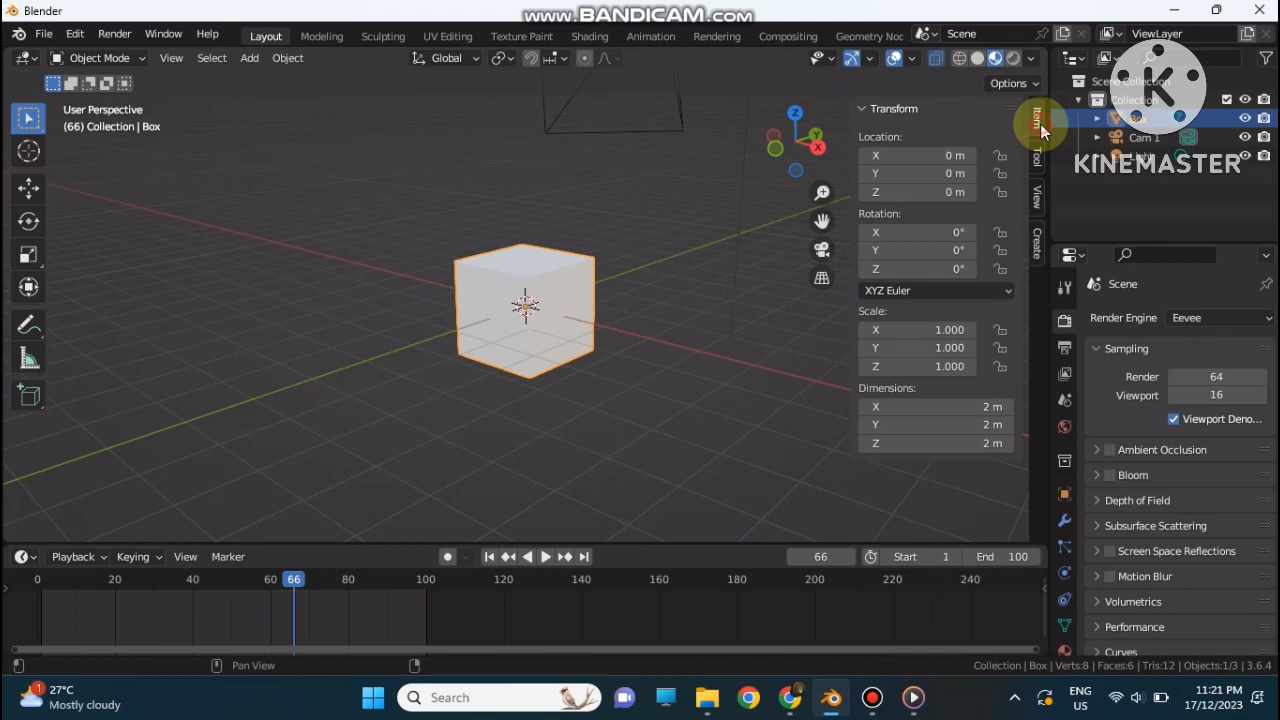 Blender
www.BANDICAM.com
File Edit Render Window Help
Layout Modeling Sculpting UV Editing Texture Paint Shading Animation Rendering Compositing Geometry Noc
Scene
ViewLayer
Object Mode View Select Add Object
Global
Options
User Perspective
(66) Collection | Box
Z
Y
X
Transform
Location:
X 0 m
Y 0 m
Z 0 m
Rotation:
X 0°
Y 0°
Z 0°
XYZ Euler
Scale:
X 1.000
Y 1.000
Z 1.000
Dimensions:
X 2 m
Y 2 m
Z 2 m
Item
Tool
View
Create
Scene Collection
Collection
Box
Cam 1
KINEMASTER
Scene
Render Engine Eevee
Sampling
Render 64
Viewport 16
Viewport Deno...
Ambient Occlusion
Bloom
Depth of Field
Subsurface Scattering
Screen Space Reflections
Motion Blur
Volumetrics
Performance
Curves
Playback Keying View Marker
66 Start 1 End 100
0 20 40 60 66 80 100 120 140 160 180 200 220 240
Pan View
Collection | Box | Verts:8 | Faces:6 | Tris:12 | Objects:1/3 | 3.6.4
1
27°C
Mostly cloudy
Search
ENG
US
11:21 PM
17/12/2023